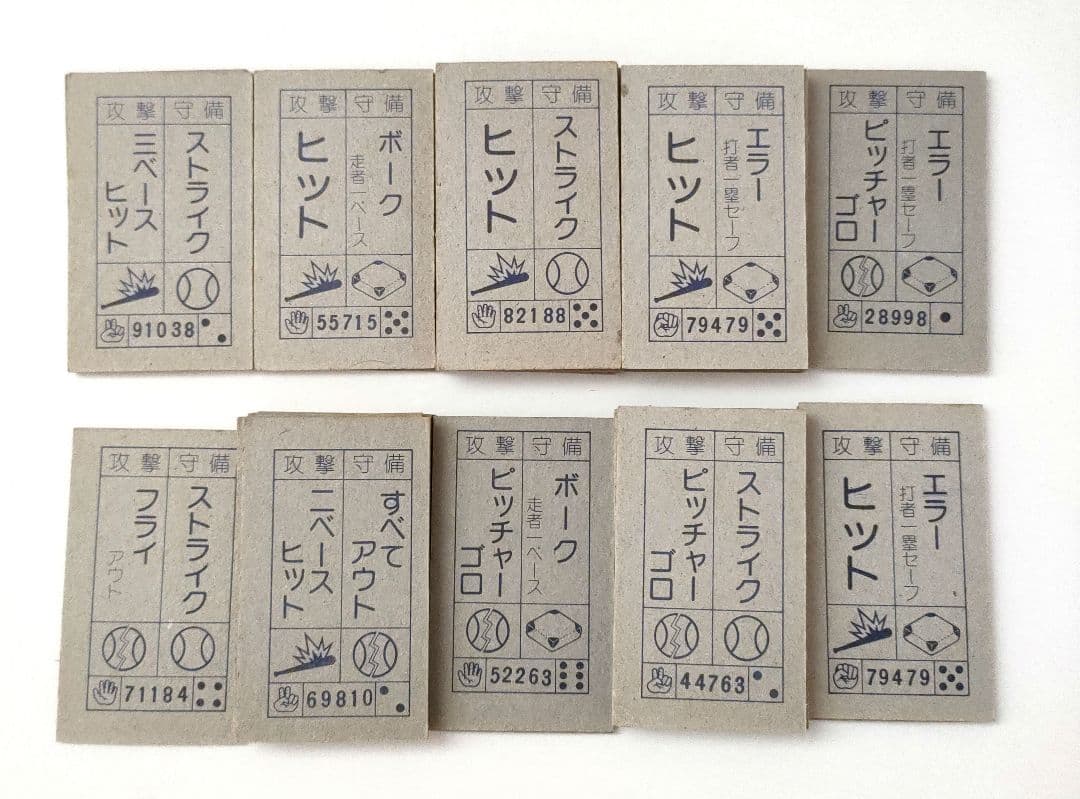 攻撃 守備
ストライク
三ベース
ヒット
91038
攻撃 守備
ボーク
走者一ベース
ヒット
55715
攻撃 守備
ストライク
ヒット
82188
攻撃 守備
エラー
打者一塁セーフ
ヒット
79479
攻撃 守備
エラー
打者一塁セーフ
ピッチャー
ゴロ
28998
攻撃 守備
ストライク
フライ
アウト
71184
攻撃 守備
すべて
アウト
二ベース
ヒット
69810
攻撃 守備
ボーク
走者一ベース
ピッチャー
ゴロ
52263
攻撃 守備
ストライク
ピッチャー
ゴロ
44763
攻撃 守備
エラー
打者一塁セーフ
ヒット
79479